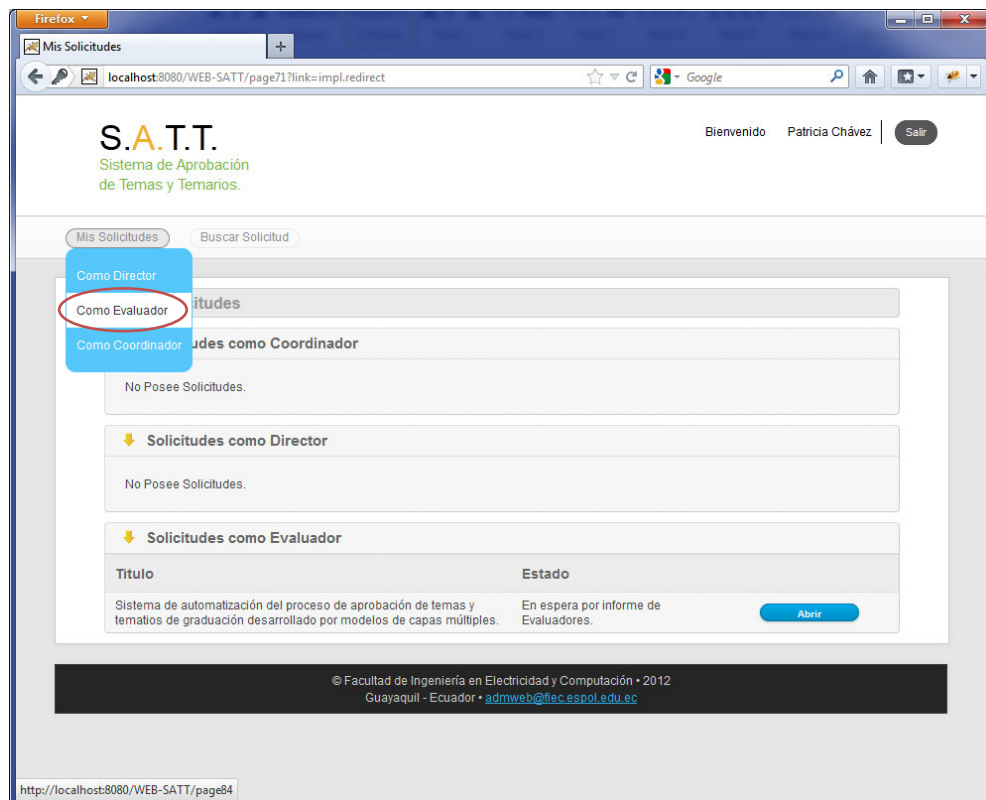 Firefox
Mis Solicitudes
localhost:8080/WEB-SATT/page71?link=impl.redirect
Google
S.A.T.T.
Sistema de Aprobación
de Temas y Temarios.
Bienvenido Patricia Chávez Salir
Mis Solicitudes Buscar Solicitud
Como Director
Como Evaluador
Como Coordinador
itudes
udes como Coordinador
No Posee Solicitudes.
Solicitudes como Director
No Posee Solicitudes.
Solicitudes como Evaluador
Titulo Estado
Sistema de automatización del proceso de aprobación de temas y
tematios de graduación desarrollado por modelos de capas múltiples.
En espera por informe de
Evaluadores.
Abrir
© Facultad de Ingeniería en Electricidad y Computación • 2012
Guayaquil - Ecuador • admweb@fiec.espol.edu.ec
http://localhost:8080/WEB-SATT/page84